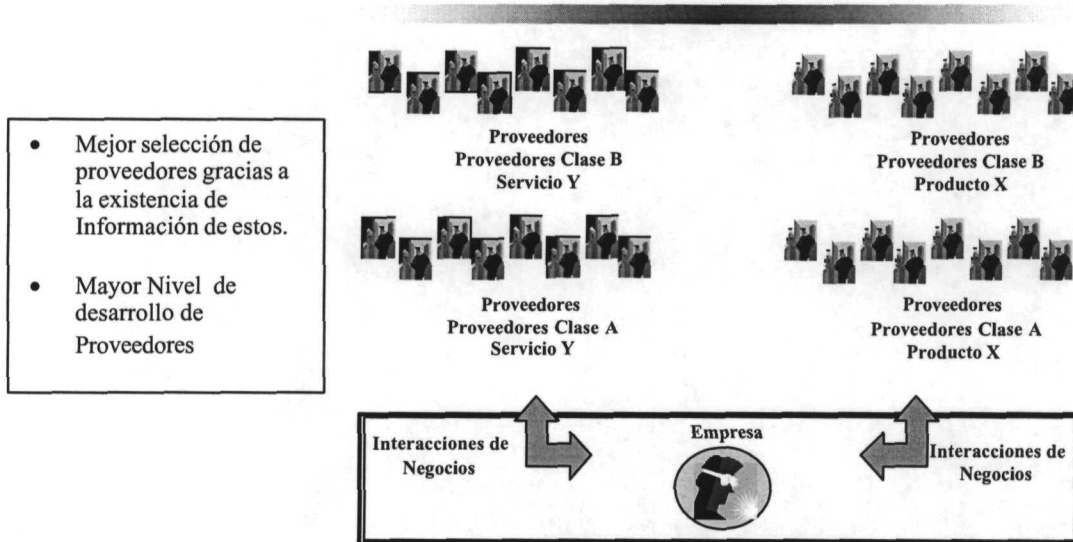 • Mejor selección de
proveedores gracias a
la existencia de
Información de estos.
• Mayor Nivel de
desarrollo de
Proveedores
Proveedores
Proveedores Clase B
Servicio Y
Proveedores
Proveedores Clase B
Producto X
Proveedores
Proveedores Clase A
Servicio Y
Proveedores
Proveedores Clase A
Producto X
Interacciones de
Negocios
Empresa
Interacciones de
Negocios